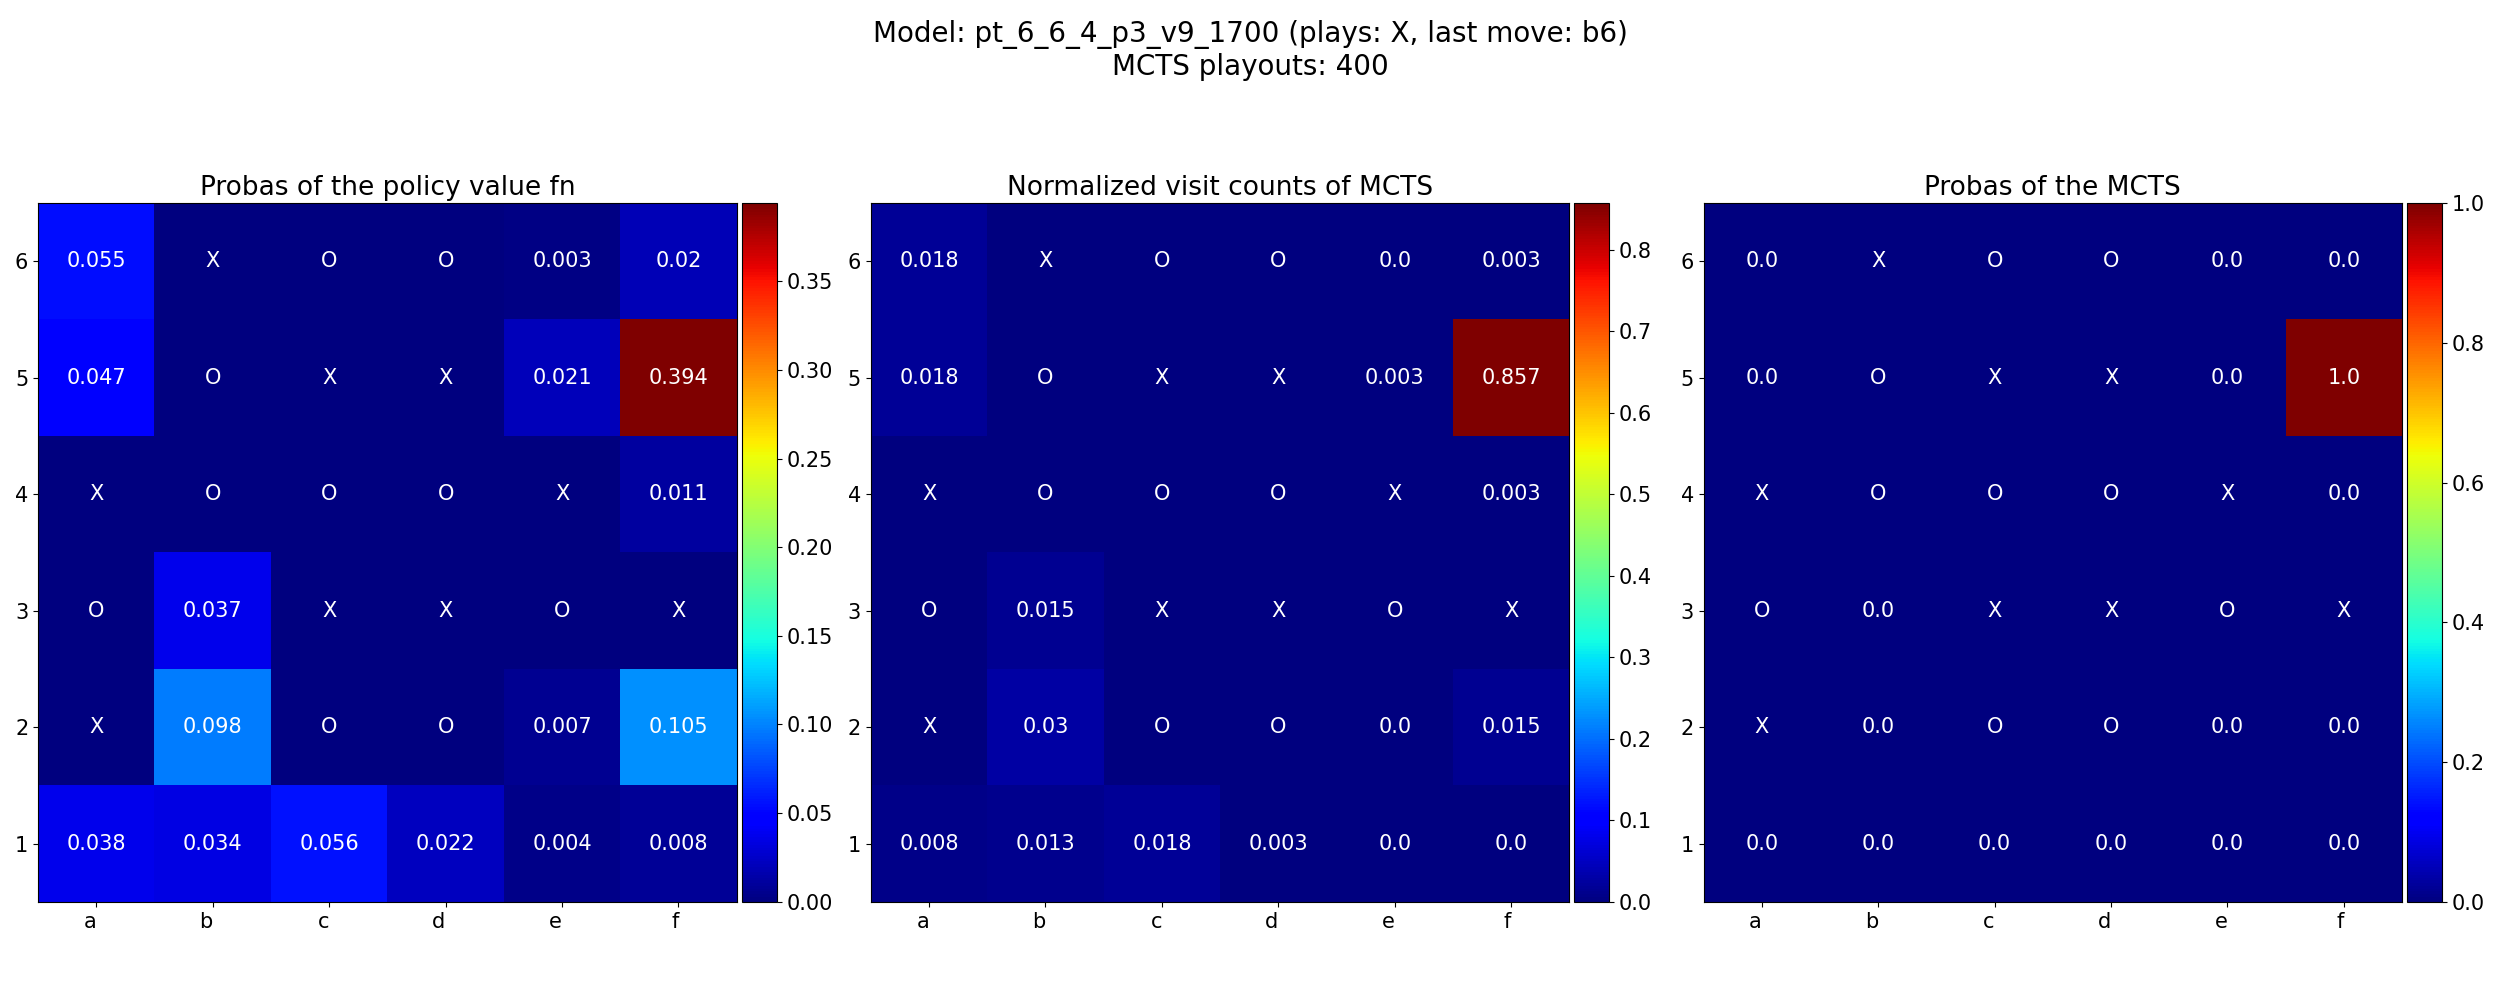 Model: pt_6_6_4_p3_v9_1700 (plays: X, last move: b6)
MCTS playouts: 400
Probas of the policy value fn
6 0.055 X O O 0.003 0.02
5 0.047 O X X 0.021 0.394
4 X O O O X 0.011
3 O 0.037 X X O X
2 X 0.098 O O 0.007 0.105
1 0.038 0.034 0.056 0.022 0.004 0.008
a b c d e f
0.35
0.30
0.25
0.20
0.15
0.10
0.05
0.00
Normalized visit counts of MCTS
6 0.018 X O O 0.0 0.003
5 0.018 O X X 0.003 0.857
4 X O O O X 0.003
3 O 0.015 X X O X
2 X 0.03 O O 0.0 0.015
1 0.008 0.013 0.018 0.003 0.0 0.0
a b c d e f
0.8
0.7
0.6
0.5
0.4
0.3
0.2
0.1
0.0
Probas of the MCTS
6 0.0 X O O 0.0 0.0
5 0.0 O X X 0.0 1.0
4 X O O O X 0.0
3 O 0.0 X X O X
2 X 0.0 O O 0.0 0.0
1 0.0 0.0 0.0 0.0 0.0 0.0
a b c d e f
1.0
0.8
0.6
0.4
0.2
0.0